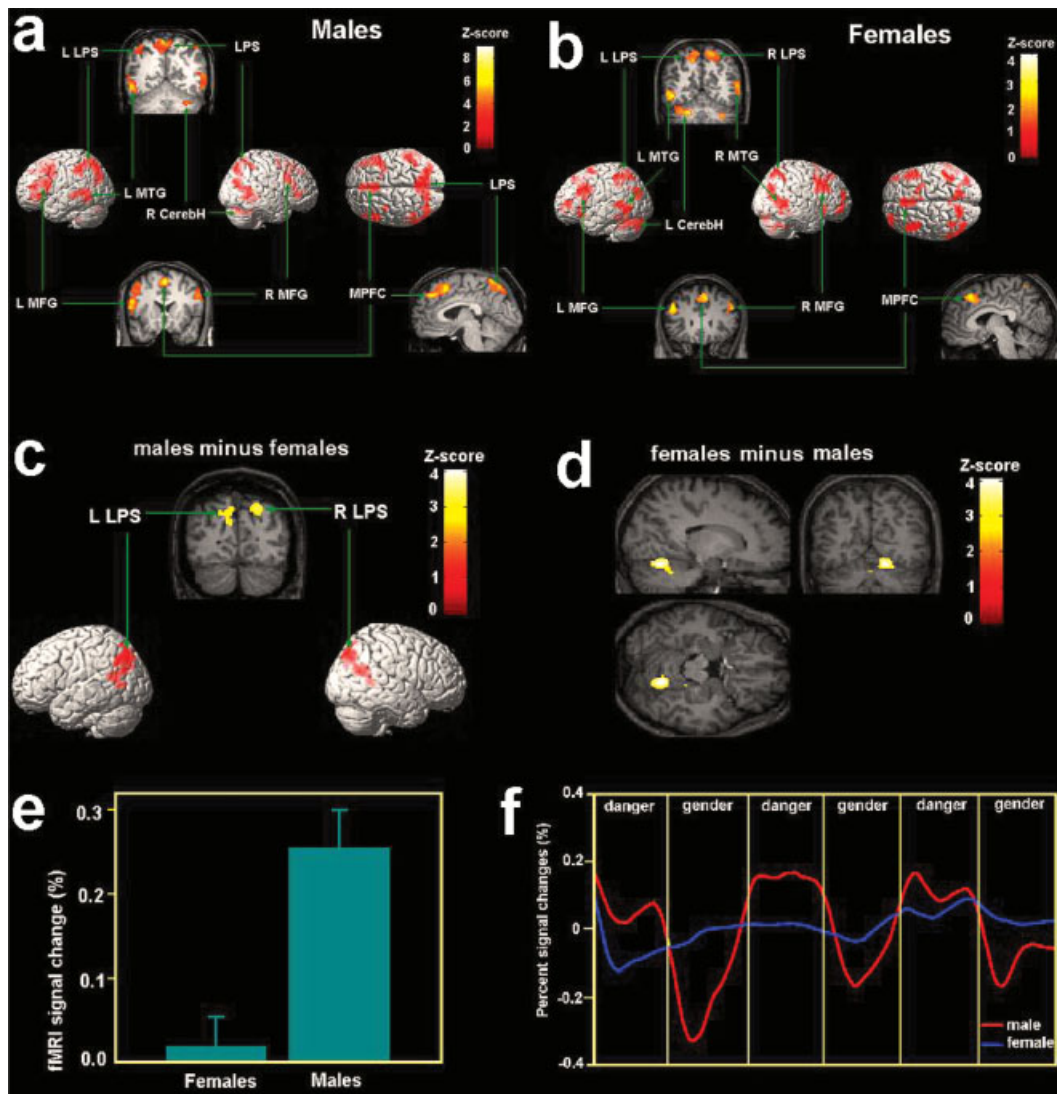 a
Males
L LPS
LPS
Z-score
8
6
4
2
0
L MTG
R CerebH
LPS
L MFG
R MFG
MPFC
b
Females
L LPS
R LPS
Z-score
4
3
2
1
0
L MTG
R MTG
L CerebH
L MFG
R MFG
MPFC
c
males minus females
Z-score
L LPS
R LPS
4
3
2
1
0
d
females minus males
Z-score
4
3
2
1
0
e
fMRI signal change (%)
0.3
0.2
0.1
0.0
Females Males
f
Percent signal changes (%)
0.4
0.2
0
-0.2
-0.4
danger gender danger gender danger gender
male
female